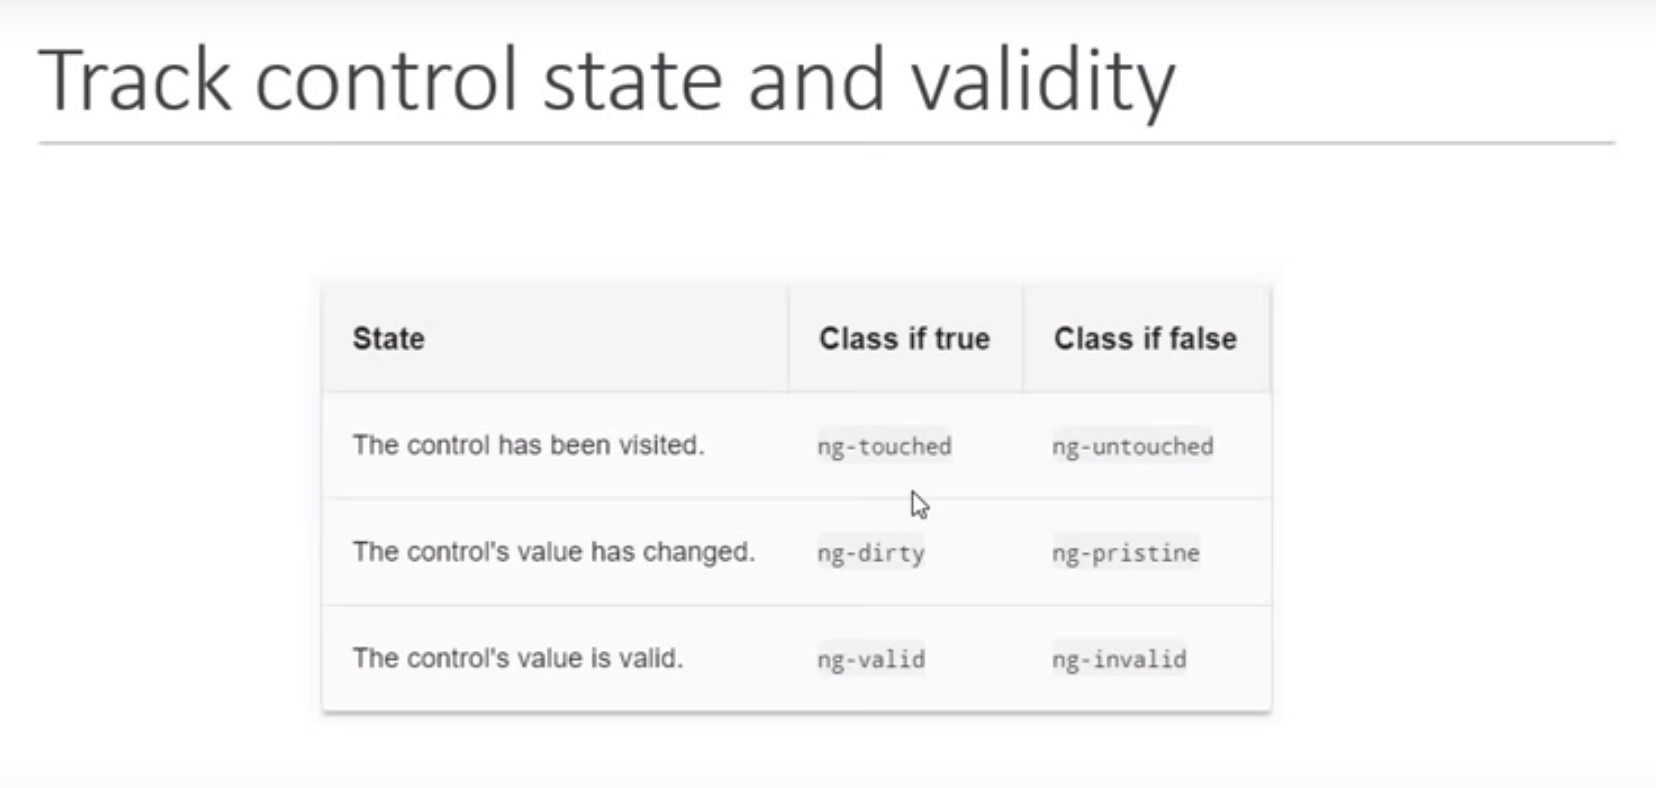 Track control state and validity
State Class if true Class if false
The control has been visited. ng-touched ng-untouched
The control's value has changed. ng-dirty ng-pristine
The control's value is valid. ng-valid ng-invalid